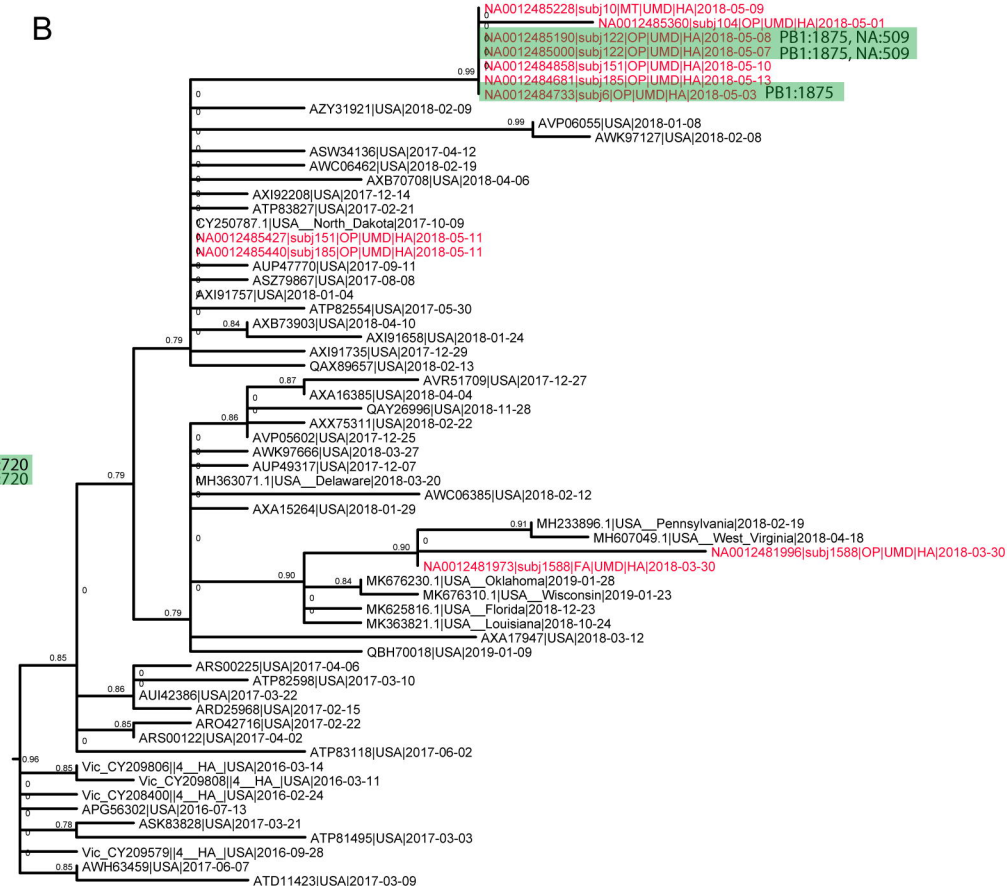 B
NA0012485228|subj10|MT|UMD|HA|2018-05-09
0
NA0012485360|subj104|OP|UMD|HA|2018-05-01
NA0012485190|subj122|OP|UMD|HA|2018-05-08 PB1:1875, NA:509
NA0012485000|subj122|OP|UMD|HA|2018-05-07 PB1:1875, NA:509
NA0012484858|subj151|OP|UMD|HA|2018-05-10
0.99
NA0012484681|subj185|OP|UMD|HA|2018-05-13
NA0012484733|subj6|OP|UMD|HA|2018-05-03 PB1:1875
0
AZY31921|USA|2018-02-09
0
0.99
AVP06055|USA|2018-01-08
AWK97127|USA|2018-02-08
ASW34136|USA|2017-04-12
AWC06462|USA|2018-02-19
AXB70708|USA|2018-04-06
AXI92208|USA|2017-12-14
ATP83827|USA|2017-02-21
CY250787.1|USA__North_Dakota|2017-10-09
NA0012485427|subj151|OP|UMD|HA|2018-05-11
NA0012485440|subj185|OP|UMD|HA|2018-05-11
AUP47770|USA|2017-09-11
ASZ79867|USA|2017-08-08
AXI91757|USA|2018-01-04
ATP82554|USA|2017-05-30
0.84
AXB73903|USA|2018-04-10
AXI91658|USA|2018-01-24
0.79
AXI91735|USA|2017-12-29
QAX89657|USA|2018-02-13
0.87
AVR51709|USA|2017-12-27
AXA16385|USA|2018-04-04
0
QAY26996|USA|2018-11-28
0.86
AXX75311|USA|2018-02-22
AVP05602|USA|2017-12-25
0
AWK97666|USA|2018-03-27
:720
AUP49317|USA|2017-12-07
:720
0.79
MH363071.1|USA__Delaware|2018-03-20
AWC06385|USA|2018-02-12
AXA15264|USA|2018-01-29
0.91
MH233896.1|USA__Pennsylvania|2018-02-19
0
MH607049.1|USA__West_Virginia|2018-04-18
0.90
0
NA0012481996|subj1588|OP|UMD|HA|2018-03-30
NA0012481973|subj1588|FA|UMD|HA|2018-03-30
0.90
0.84
MK676230.1|USA__Oklahoma|2019-01-28
0
MK676310.1|USA__Wisconsin|2019-01-23
0
MK625816.1|USA__Florida|2018-12-23
0.79
MK363821.1|USA__Louisiana|2018-10-24
AXA17947|USA|2018-03-12
QBH70018|USA|2019-01-09
0.85
ARS00225|USA|2017-04-06
0
ATP82598|USA|2017-03-10
0.86
AUI42386|USA|2017-03-22
0
ARD25968|USA|2017-02-15
0.85
ARO42716|USA|2017-02-22
0
ARS00122|USA|2017-04-02
ATP83118|USA|2017-06-02
0.96
0.85
Vic_CY209806||4__HA_|USA|2016-03-14
Vic_CY209808||4__HA_|USA|2016-03-11
0
Vic_CY208400||4__HA_|USA|2016-02-24
0
APG56302|USA|2016-07-13
0.78
ASK83828|USA|2017-03-21
0
ATP81495|USA|2017-03-03
0
Vic_CY209579||4__HA_|USA|2016-09-28
0.85
AWH63459|USA|2017-06-07
ATD11423|USA|2017-03-09